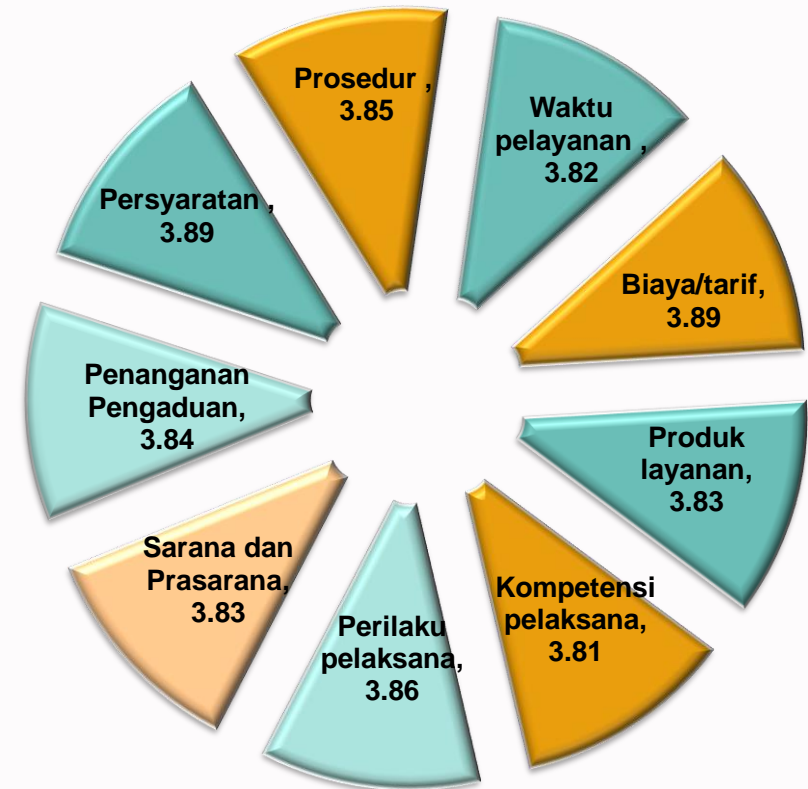 Prosedur ,
3.85
Waktu
pelayanan ,
3.82
Biaya/tarif,
3.89
Produk
layanan,
3.83
Kompetensi
pelaksana,
3.81
Perilaku
pelaksana,
3.86
Sarana dan
Prasarana,
3.83
Penanganan
Pengaduan,
3.84
Persyaratan ,
3.89